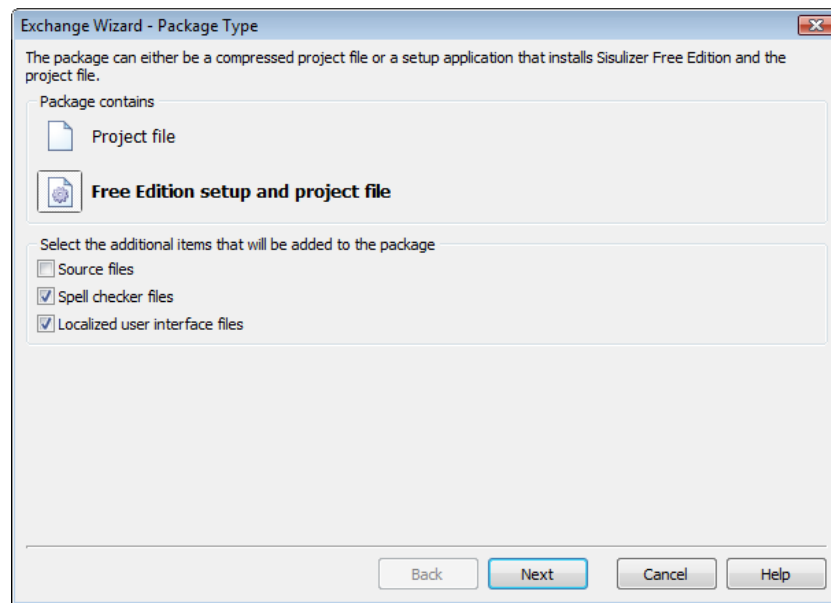 Exchange Wizard - Package Type
The package can either be a compressed project file or a setup application that installs Sisulizer Free Edition and the
project file.
Package contains
Project file
Free Edition setup and project file
Select the additional items that will be added to the package
Source files
Spell checker files
Localized user interface files
Back Next Cancel Help